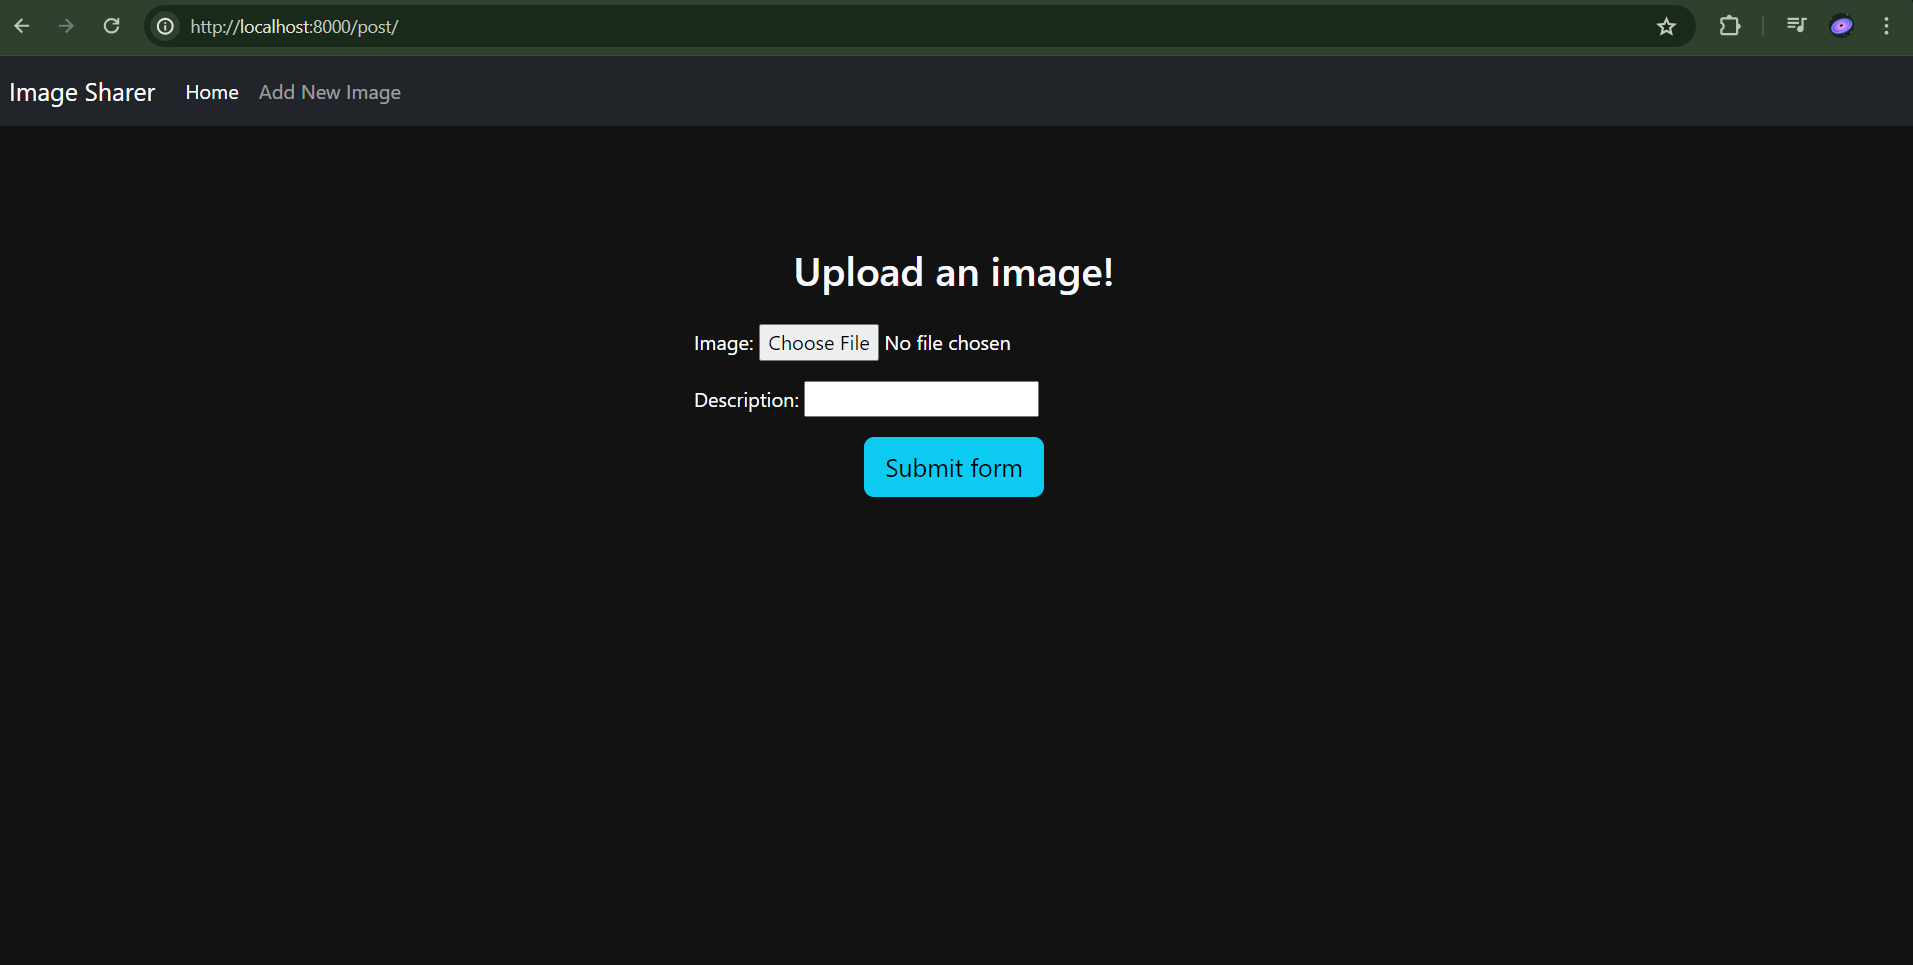 http://localhost:8000/post/
Image Sharer Home Add New Image
Upload an image!
Image: Choose File No file chosen
Description:
Submit form